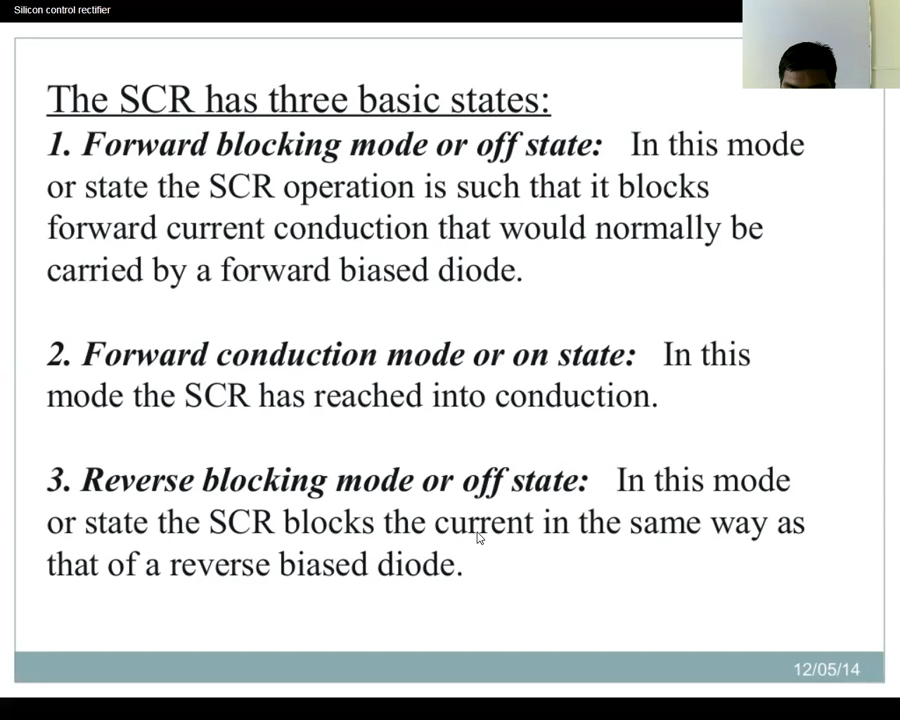 Silicon control rectifier
The SCR has three basic states:
1. Forward blocking mode or off state: In this mode
or state the SCR operation is such that it blocks
forward current conduction that would normally be
carried by a forward biased diode.
2. Forward conduction mode or on state: In this
mode the SCR has reached into conduction.
3. Reverse blocking mode or off state: In this mode
or state the SCR blocks the current in the same way as
that of a reverse biased diode.
12/05/14